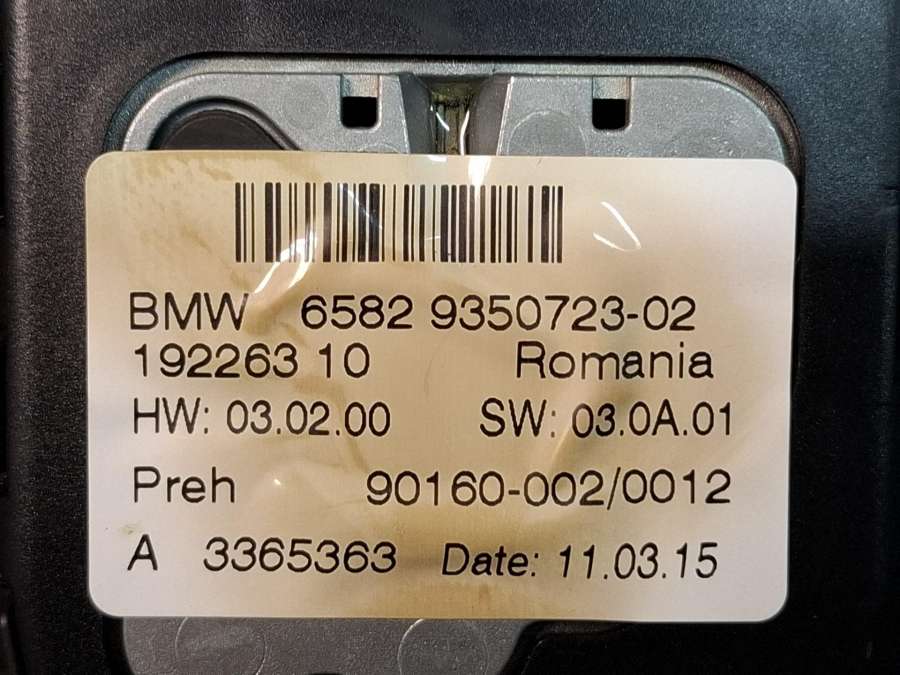 BMW 6582 9350723-02
192263 10 Romania
HW: 03.02.00 SW: 03.0A.01
Preh 90160-002/0012
A 3365363 Date: 11.03.15